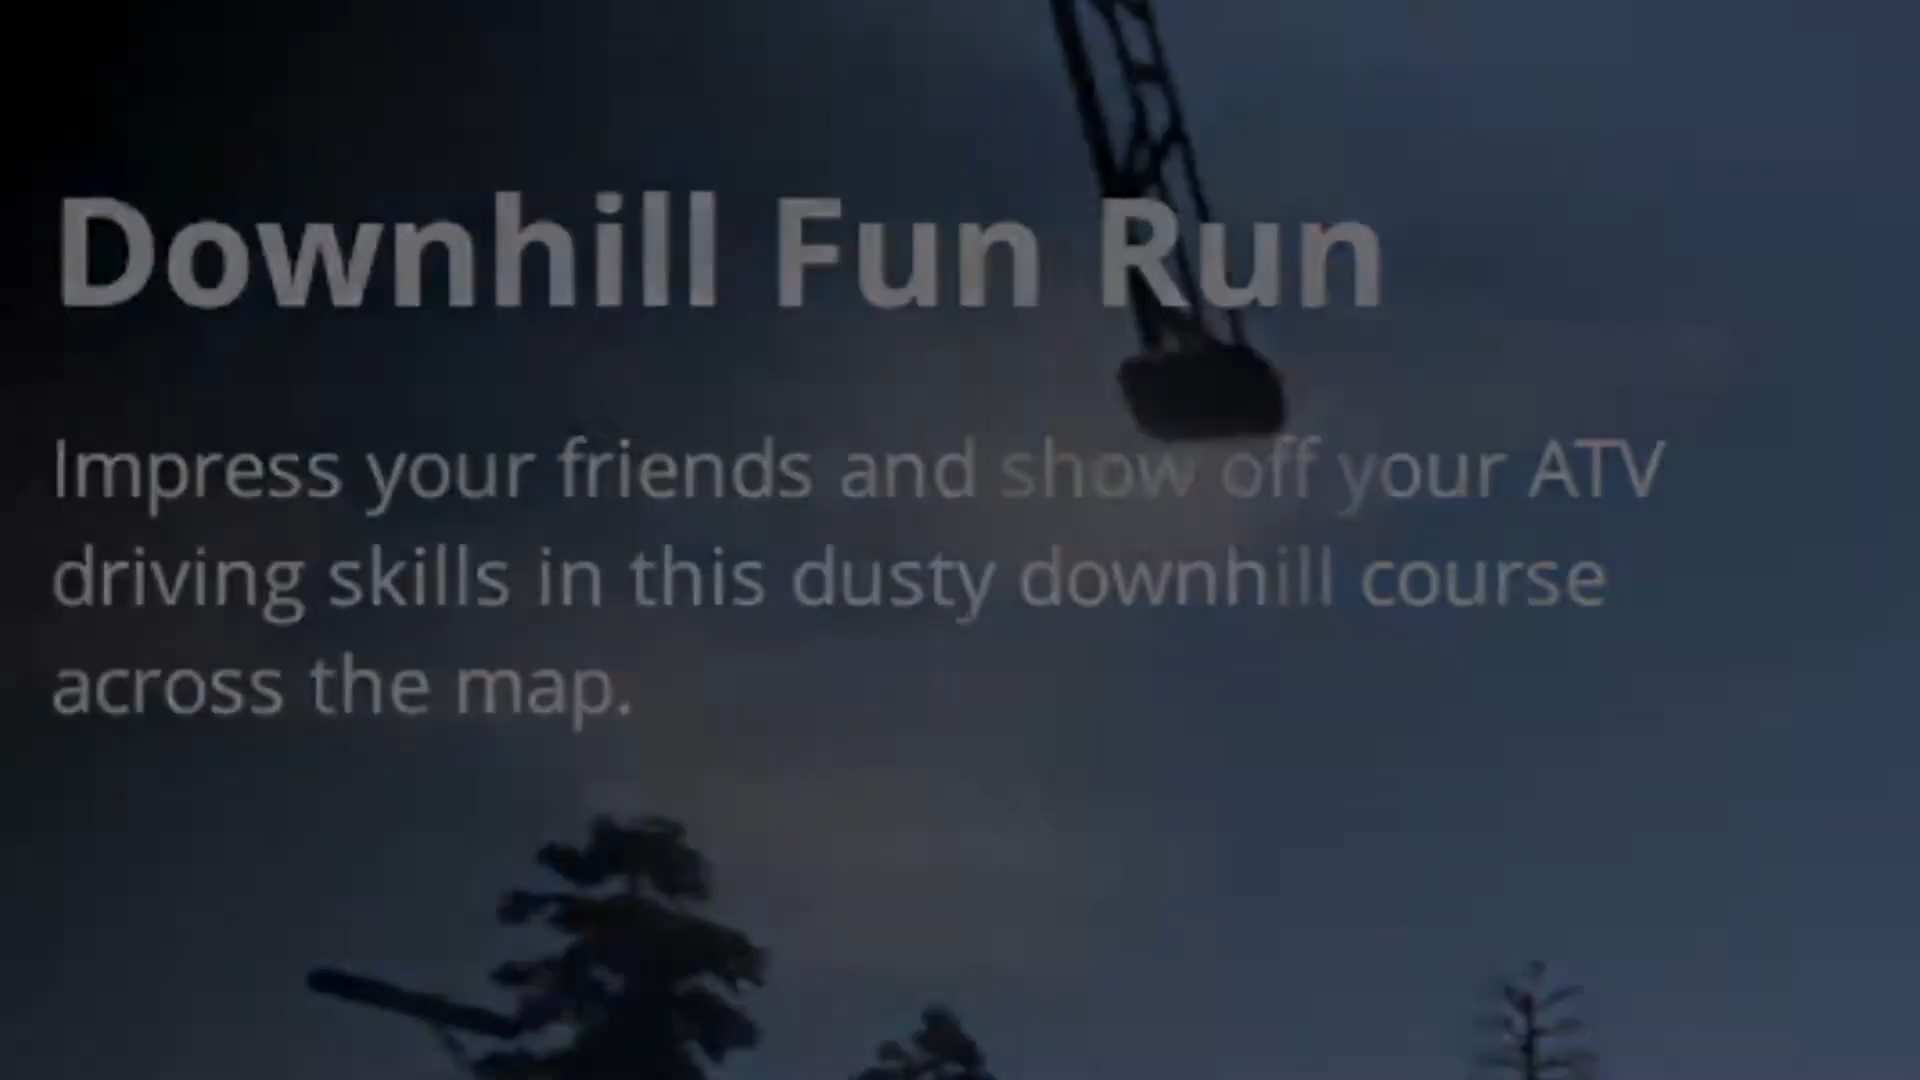 Downhill Fun Run
Impress your friends and show off your ATV
driving skills in this dusty downhill course
across the map.